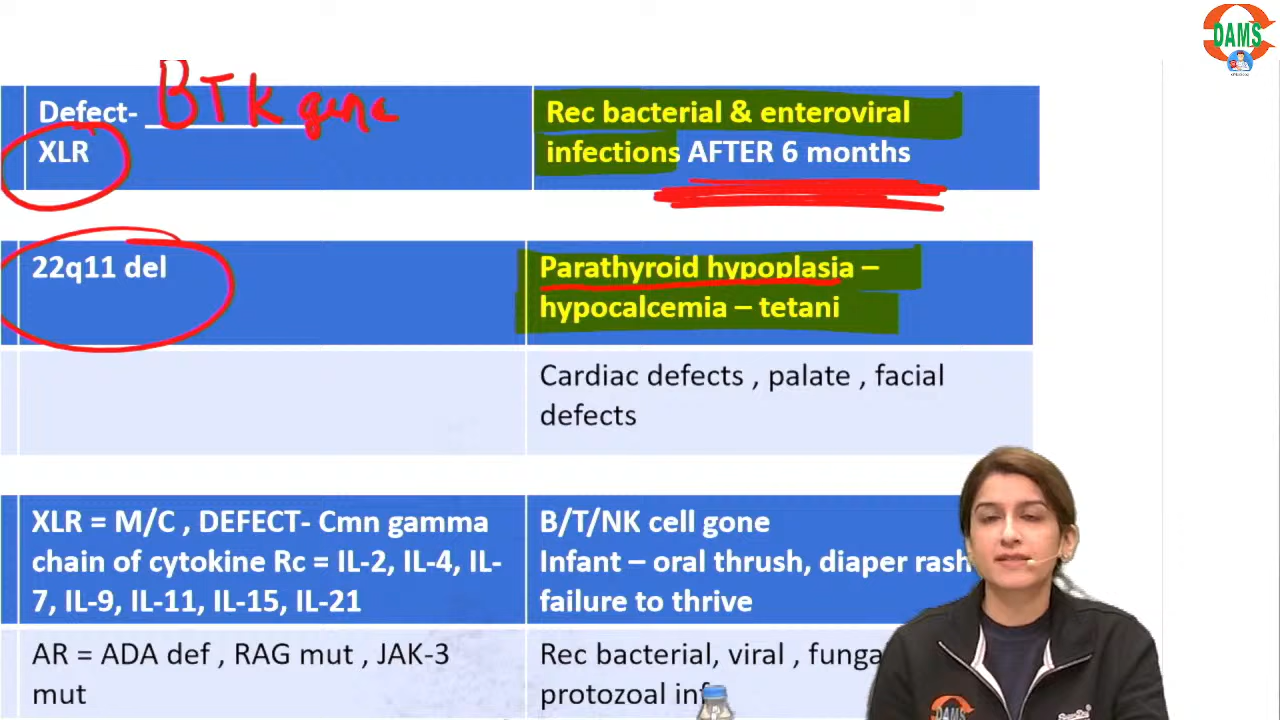 DAMS
BTK gene
Defect- ____________
XLR
Rec bacterial & enteroviral
infections AFTER 6 months
22q11 del
Parathyroid hypoplasia –
hypocalcemia – tetani
Cardiac defects , palate , facial
defects
XLR = M/C , DEFECT- Cmn gamma
chain of cytokine Rc = IL-2, IL-4, IL-
7, IL-9, IL-11, IL-15, IL-21
B/T/NK cell gone
Infant – oral thrush, diaper rash
failure to thrive
AR = ADA def , RAG mut , JAK-3
mut
Rec bacterial, viral , funga
protozoal inf
DAMS